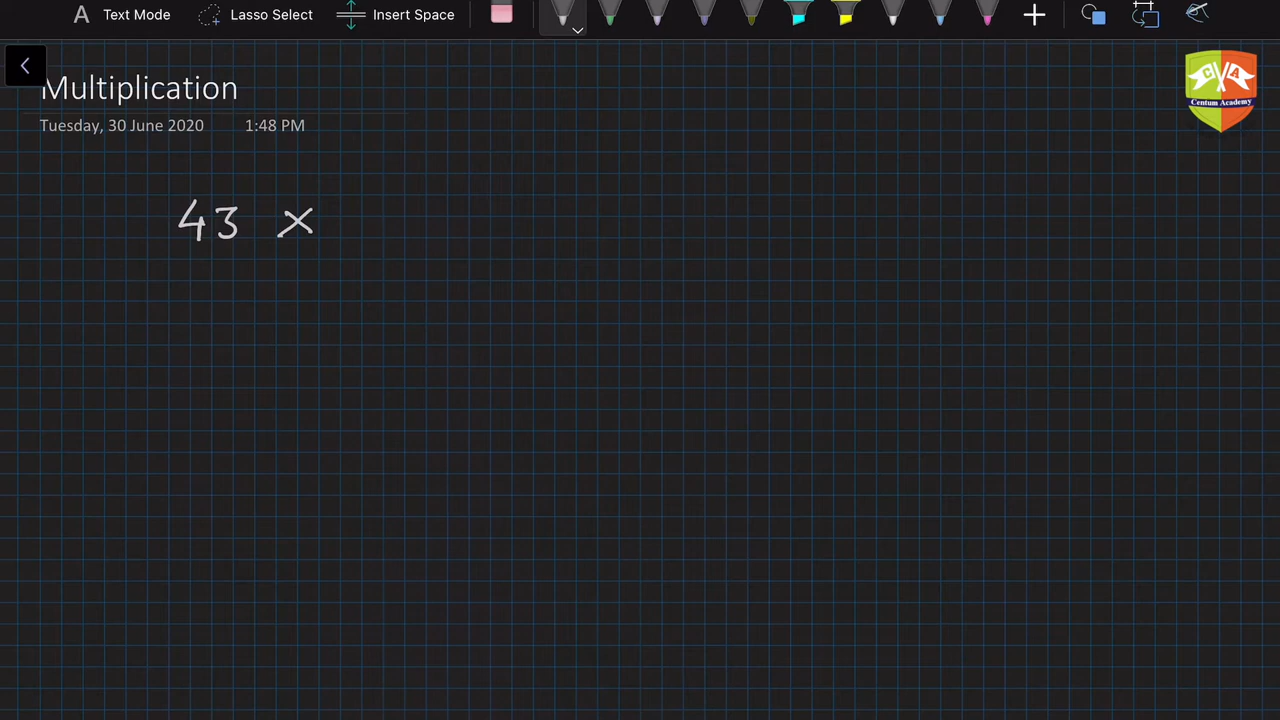 A Text Mode Lasso Select Insert Space
Multiplication
Tuesday, 30 June 2020 1:48 PM
C A
Centum Academy
43 ×